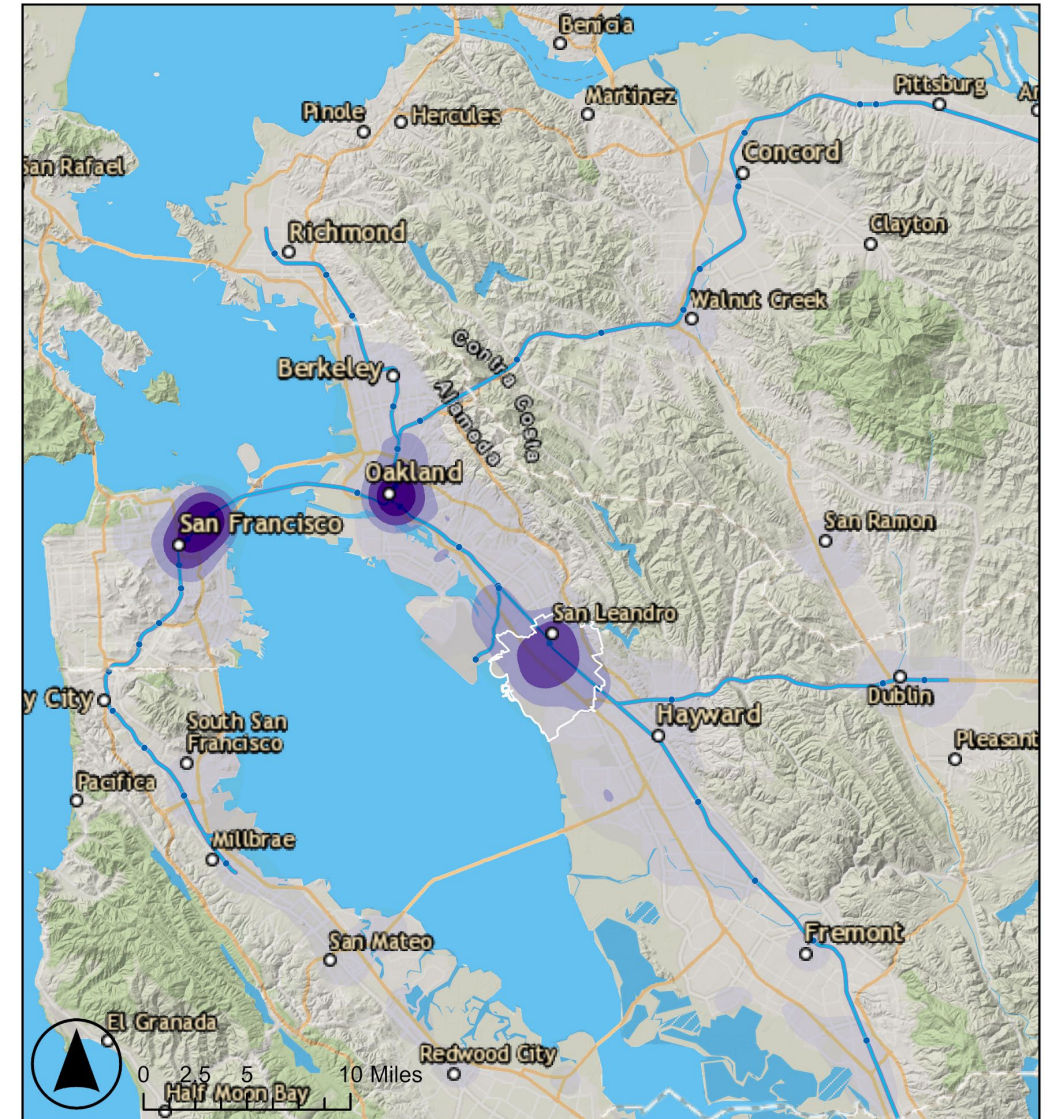 Benicia
Pittsburg
Martinez
Pinole
Hercules
Concord
San Rafael
Clayton
Richmond
Walnut Creek
Contra Costa
Berkeley
Alameda
Oakland
San Francisco
San Ramon
San Leandro
y City
Dublin
Hayward
South San
Francisco
Pleasant
Pacifica
Millbrae
Fremont
San Mateo
El Granada
Redwood City
0 2.5 5 10 Miles
Half Moon Bay